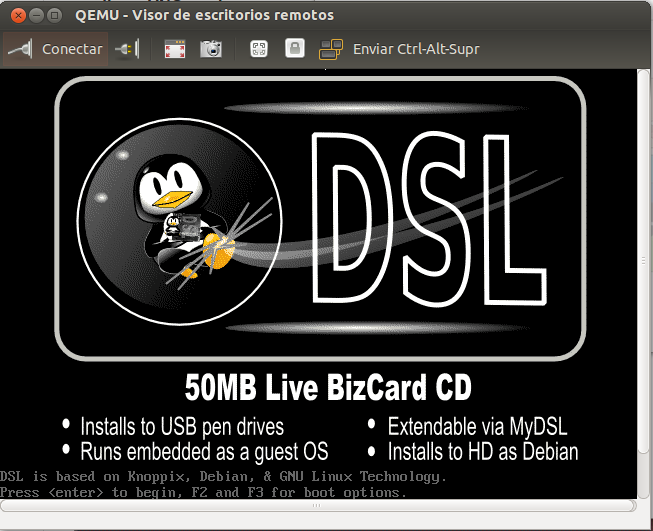 QEMU - Visor de escritorios remotos
Conectar
Enviar Ctrl-Alt-Supr
DSL
50MB Live BizCard CD
• Installs to USB pen drives
• Extendable via MyDSL
• Runs embedded as a guest OS
• Installs to HD as Debian
DSL is based on Knoppix, Debian, & GNU Linux Technology.
Press <enter> to begin, F2 and F3 for boot options.